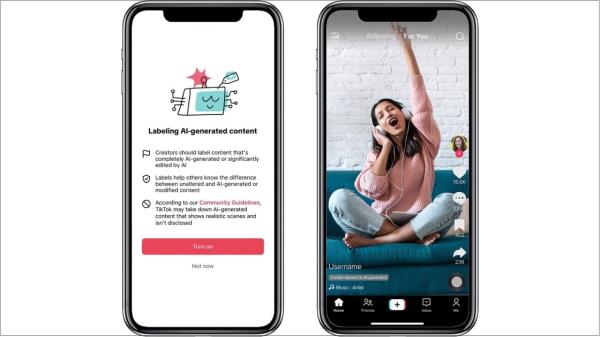 Labeling AI-generated content
Creators should label content that's
completely AI-generated or significantly
edited by AI
Labels help others know the difference
between unaltered and AI-generated or
modified content
According to our Community Guidelines,
TikTok may take down AI-generated
content that shows realistic scenes and
isn't disclosed
Turn on
Not now
Following For You
15.6K
239
Username
Creator labeled as AI-generated
Music - Artist
Home
Friends
Inbox
Me